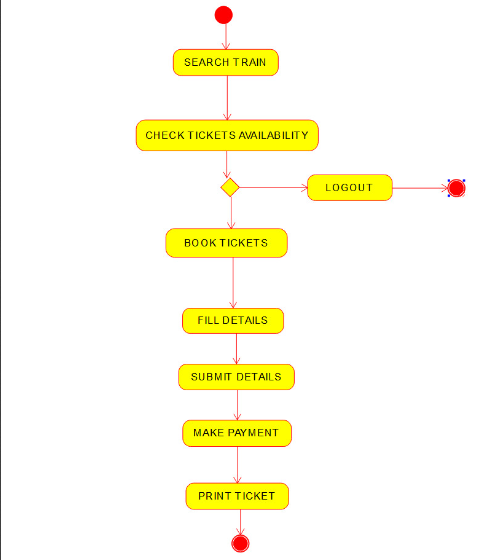 SEARCH TRAIN
CHECK TICKETS AVAILABILITY
LOGOUT
BOOK TICKETS
FILL DETAILS
SUBMIT DETAILS
MAKE PAYMENT
PRINT TICKET